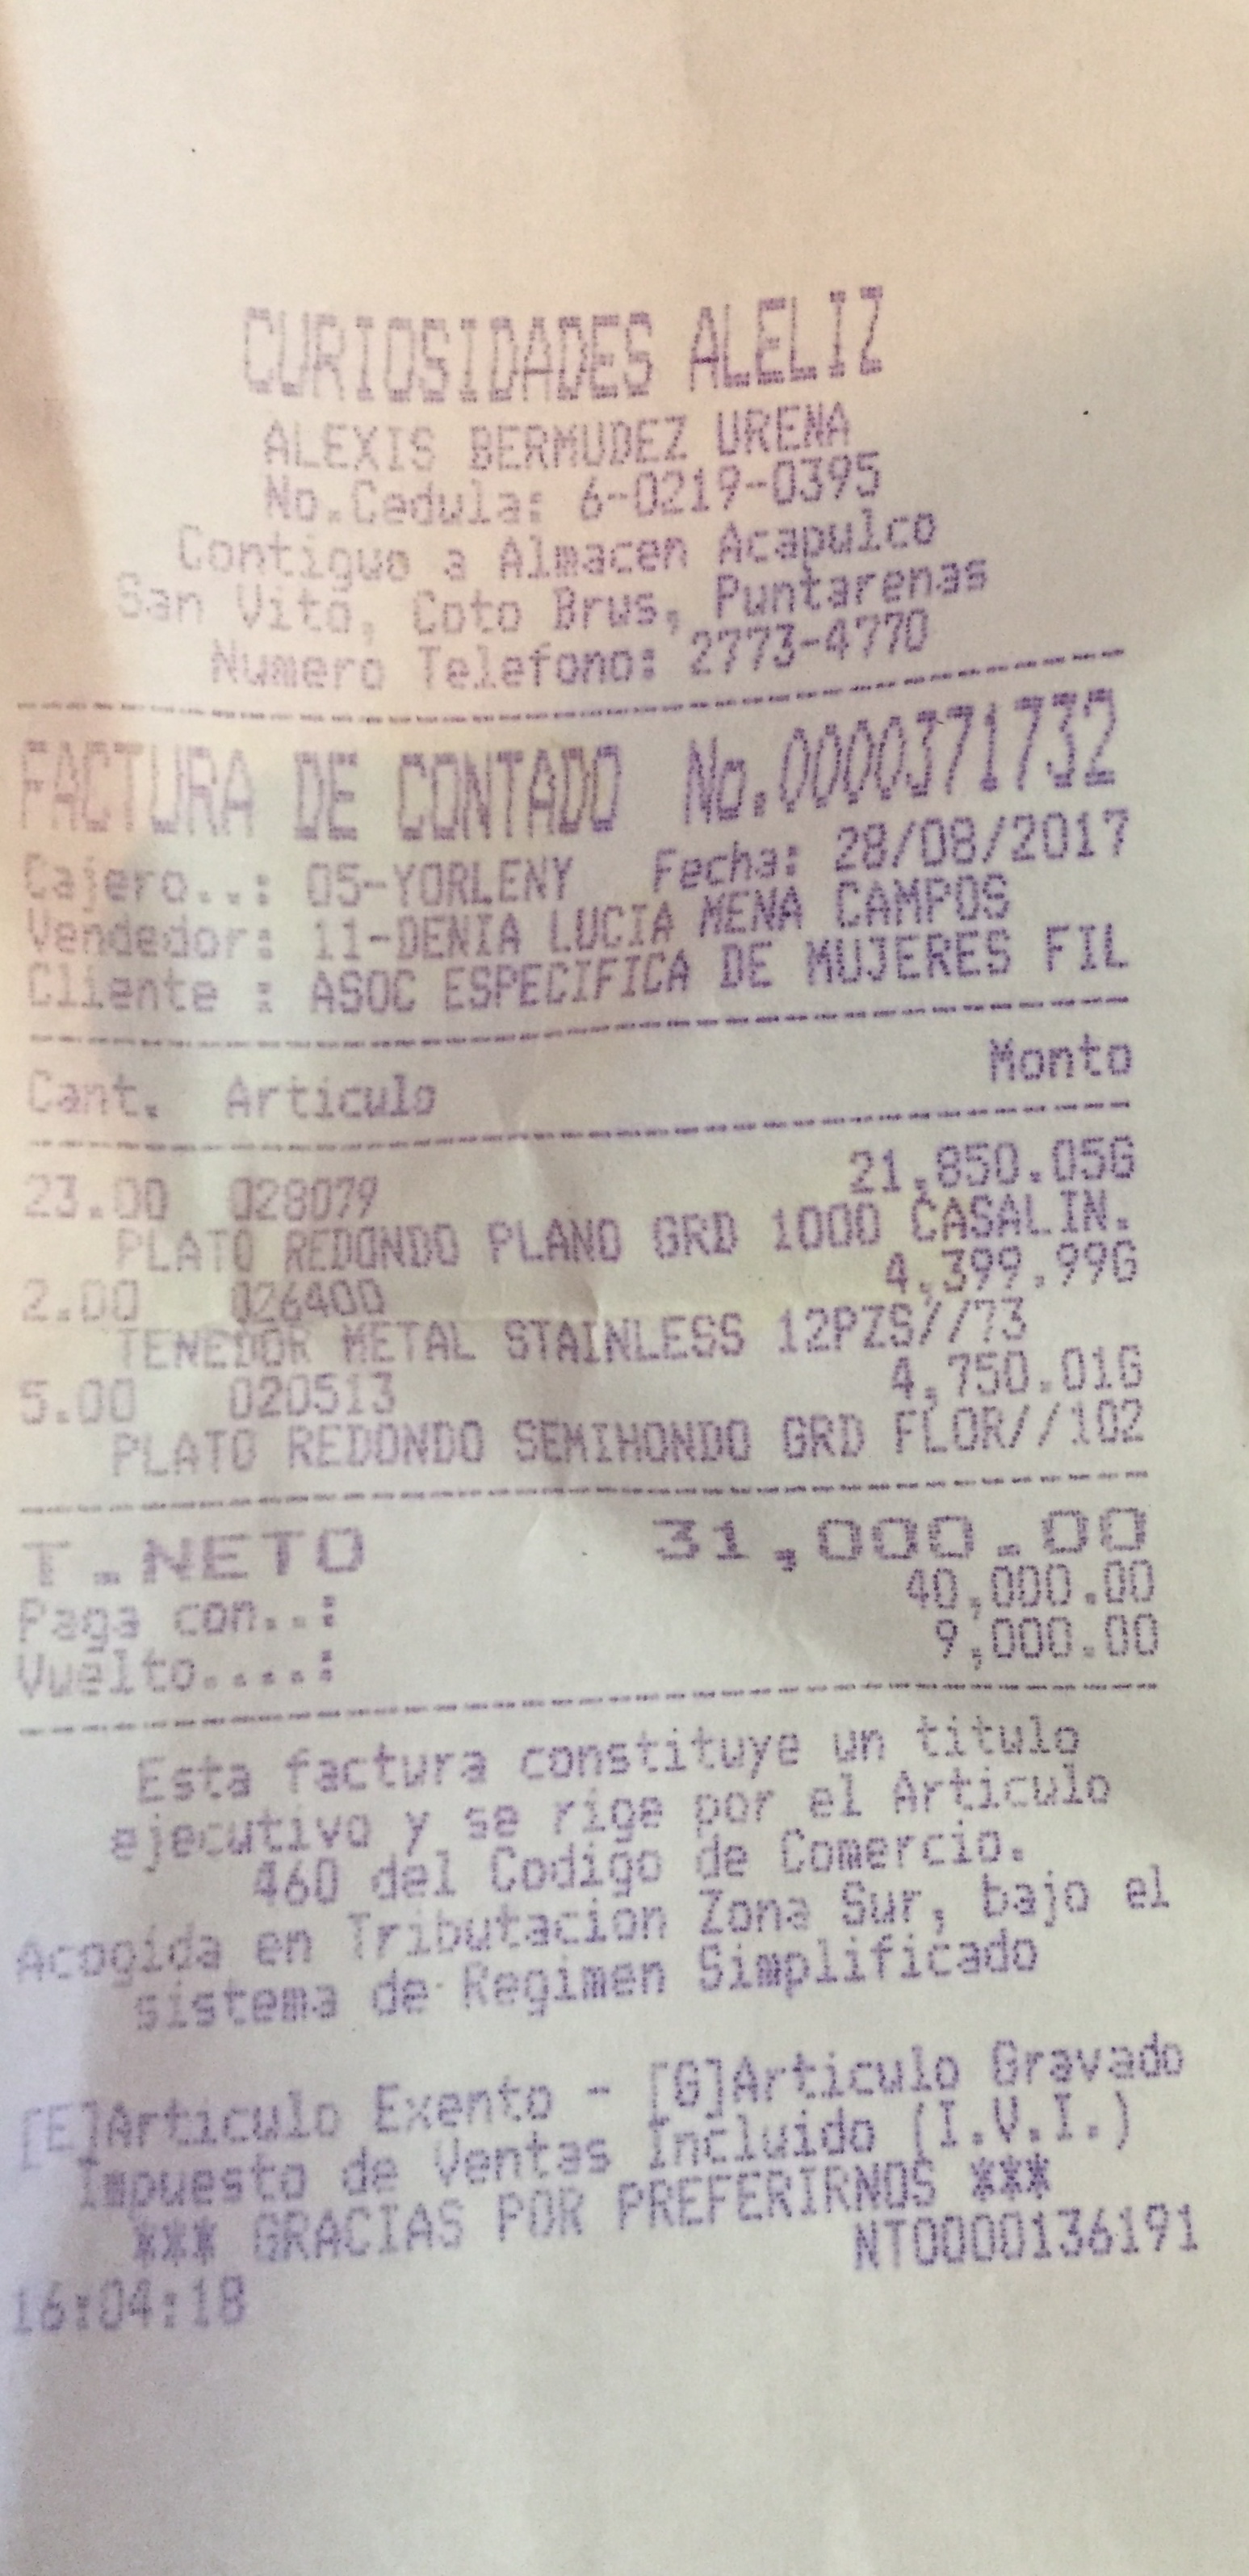 CURIOSIDADES ALELIZ
ALEXIS BERMUDEZ URENA
No.Cedula: 6-0219-0395
Contiguo a Almacen Acapulco
San Vito, Coto Brus, Puntarenas
Numero Telefono: 2773-4770
FACTURA DE CONTADO No.0000371732
Cajero..: 05-YORLENY Fecha: 28/08/2017
Vendedor: 11-DENIA LUCIA MENA CAMPOS
Cliente : ASOC ESPECIFICA DE MUJERES FIL
Cant. Articulo Monto
23.00 028079 21,850.05G
PLATO REDONDO PLANO GRD 1000 CASALIN.
2.00 026400 4,399.99G
TENEDOR METAL STAINLESS 12PZS//73
5.00 020513 4,750.01G
PLATO REDONDO SEMIHONDO GRD FLOR//102
T.NETO 31,000.00
Paga con..: 40,000.00
Vuelto....: 9,000.00
Esta factura constituye un titulo
ejecutivo y se rige por el Articulo
460 del Codigo de Comercio.
Acogida en Tributacion Zona Sur, bajo el
sistema de Regimen Simplificado
[E]Articulo Exento - [G]Articulo Gravado
Impuesto de Ventas Incluido (I.V.I.)
*** GRACIAS POR PREFERIRNOS ***
16:04:18 NT0000136191